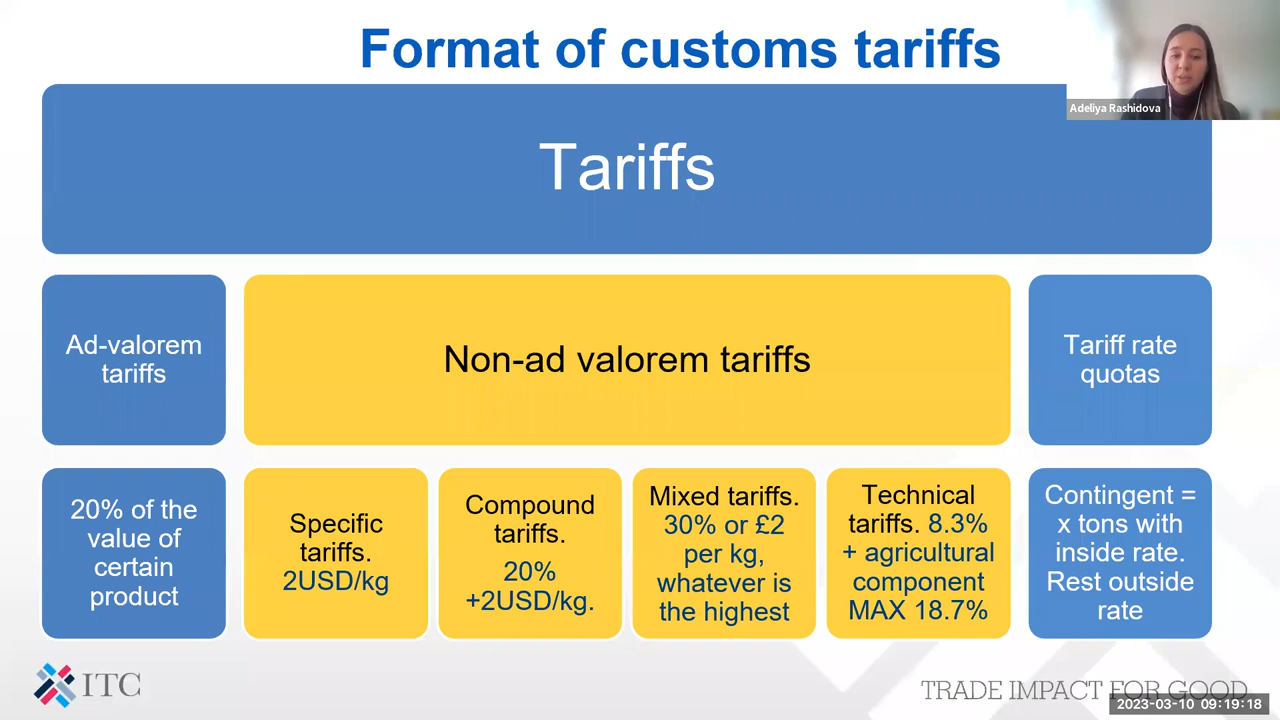 Format of customs tariffs
Adeliya Rashidova
Tariffs
Ad-valorem
tariffs
Non-ad valorem tariffs
Tariff rate
quotas
20% of the
value of
certain
product
Specific
tariffs.
2USD/kg
Compound
tariffs.
20%
+2USD/kg.
Mixed tariffs.
30% or £2
per kg,
whatever is
the highest
Technical
tariffs. 8.3%
+ agricultural
component
MAX 18.7%
Contingent =
x tons with
inside rate.
Rest outside
rate
ITC
TRADE IMPACT FOR GOOD
2023-03-10 09:19:18